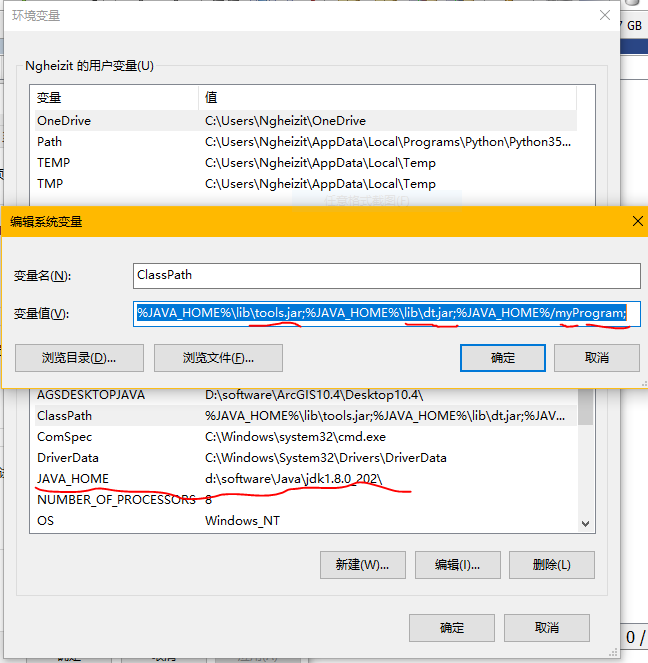 环境变量
7 GB
Ngheizit 的用户变量(U)
变量 值
OneDrive C:\Users\Ngheizit\OneDrive
Path C:\Users\Ngheizit\AppData\Local\Programs\Python\Python35...
TEMP C:\Users\Ngheizit\AppData\Local\Temp
TMP C:\Users\Ngheizit\AppData\Local\Temp
编辑系统变量
变量名(N): ClassPath
变量值(V): %JAVA_HOME%\lib\tools.jar;%JAVA_HOME%\lib\dt.jar;%JAVA_HOME%/myProgram;
浏览目录(D)... 浏览文件(F)... 确定 取消
AGSDESKTOPJAVA D:\software\ArcGIS10.4\Desktop10.4\
ClassPath %JAVA_HOME%\lib\tools.jar;%JAVA_HOME%\lib\dt.jar;%JAV...
ComSpec C:\Windows\system32\cmd.exe
DriverData C:\Windows\System32\Drivers\DriverData
JAVA_HOME d:\software\Java\jdk1.8.0_202\
NUMBER_OF_PROCESSORS 8
OS Windows_NT
新建(W)... 编辑(I)... 删除(L)
确定 取消
0 /